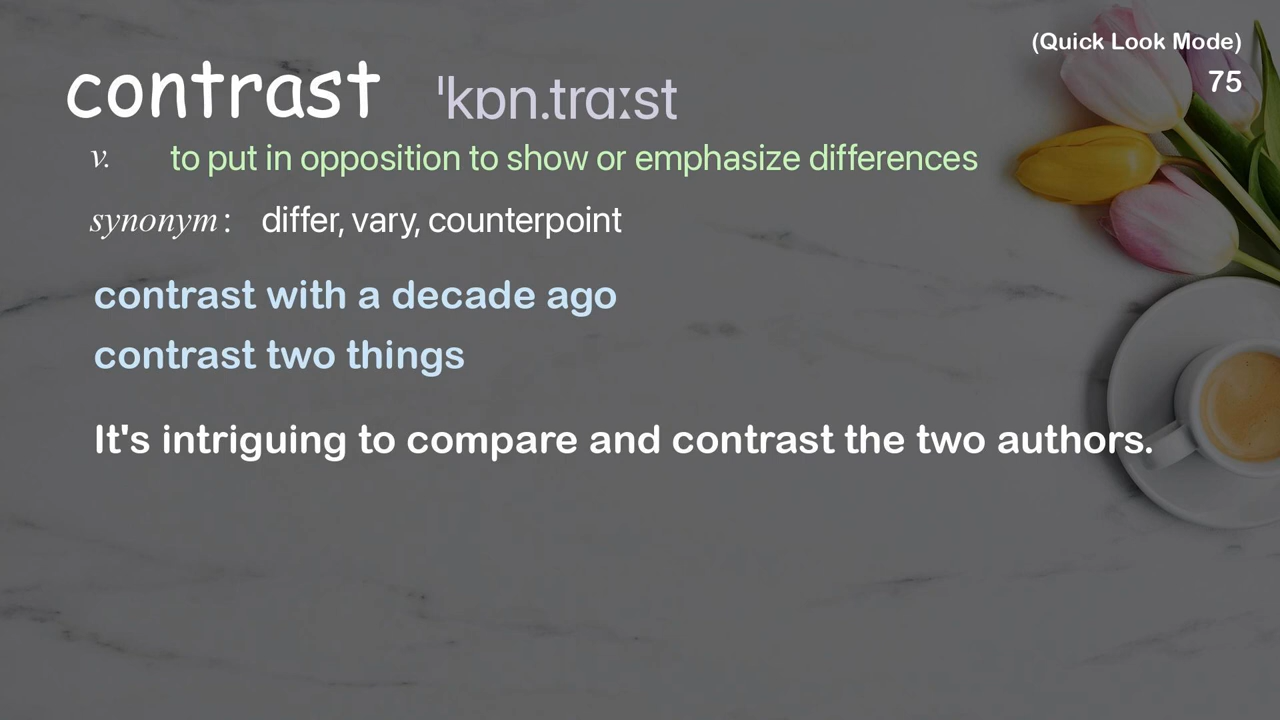 (Quick Look Mode)
75
contrast ˈkɒn.trɑːst
v. to put in opposition to show or emphasize differences
synonym : differ, vary, counterpoint
contrast with a decade ago
contrast two things
It's intriguing to compare and contrast the two authors.